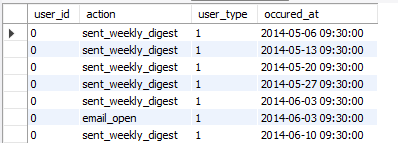 user_id action user_type occured_at
0 sent_weekly_digest 1 2014-05-06 09:30:00
0 sent_weekly_digest 1 2014-05-13 09:30:00
0 sent_weekly_digest 1 2014-05-20 09:30:00
0 sent_weekly_digest 1 2014-05-27 09:30:00
0 sent_weekly_digest 1 2014-06-03 09:30:00
0 email_open 1 2014-06-03 09:30:00
0 sent_weekly_digest 1 2014-06-10 09:30:00